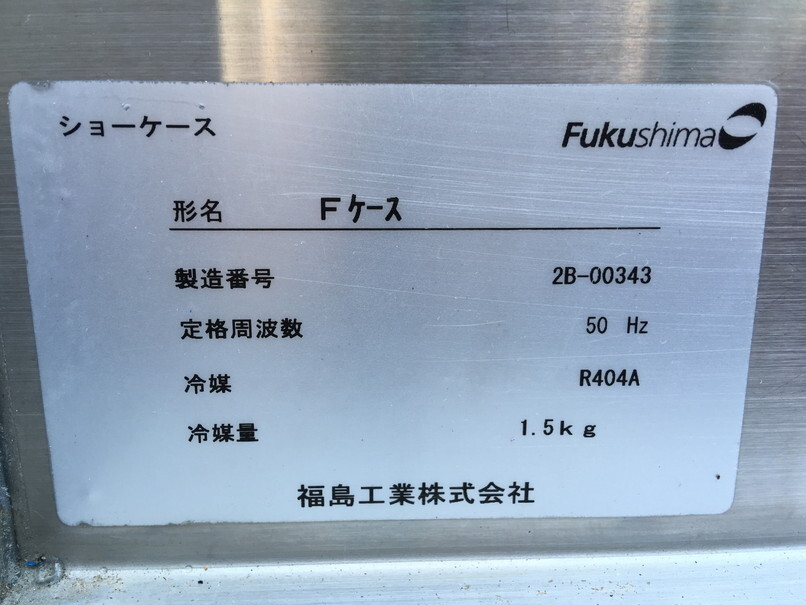 ショーケース
Fukushima
形名 Fケース
製造番号 2B-00343
定格周波数 50 Hz
冷媒 R404A
冷媒量 1.5kg
福島工業株式会社